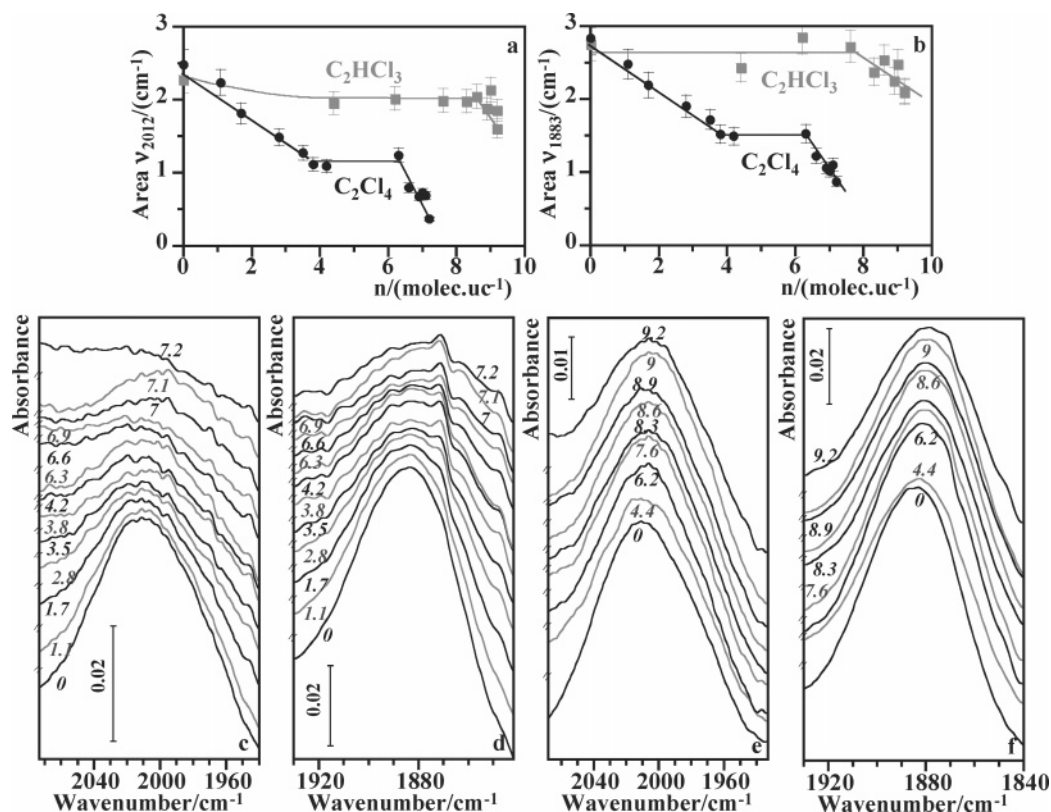 3
a
C₂HCl₃
2
1
C₂Cl₄
0
Area ν₂₀₁₂/(cm⁻¹)
0 2 4 6 8 10
n/(molec.uc⁻¹)
3
b
C₂HCl₃
2
1
C₂Cl₄
0
Area ν₁₈₈₃/(cm⁻¹)
0 2 4 6 8 10
n/(molec.uc⁻¹)
Absorbance
7.2
7.1
7
6.9
6.6
6.3
4.2
3.8
3.5
2.8
1.7
1.1
0
0.02
c
2040 2000 1960
Wavenumber/cm⁻¹
Absorbance
7.2
7.1
7
6.9
6.6
6.3
4.2
3.8
3.5
2.8
1.7
1.1
0
0.02
d
1920 1880
Wavenumber/cm⁻¹
Absorbance
0.01
9.2
9
8.9
8.6
8.3
7.6
6.2
4.4
0
e
2040 2000 1960
Wavenumber/cm⁻¹
Absorbance
0.02
9
8.6
9.2
6.2
8.9
4.4
8.3
0
7.6
f
1920 1880 1840
Wavenumber/cm⁻¹